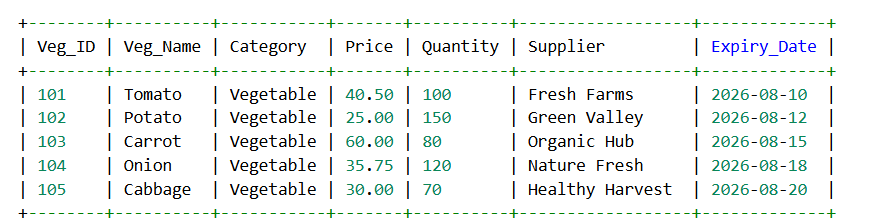 +--------+----------+-----------+-------+----------+-----------------+-------------+
| Veg_ID | Veg_Name | Category  | Price | Quantity | Supplier        | Expiry_Date |
+--------+----------+-----------+-------+----------+-----------------+-------------+
| 101    | Tomato   | Vegetable | 40.50 | 100      | Fresh Farms     | 2026-08-10  |
| 102    | Potato   | Vegetable | 25.00 | 150      | Green Valley    | 2026-08-12  |
| 103    | Carrot   | Vegetable | 60.00 | 80       | Organic Hub     | 2026-08-15  |
| 104    | Onion    | Vegetable | 35.75 | 120      | Nature Fresh    | 2026-08-18  |
| 105    | Cabbage  | Vegetable | 30.00 | 70       | Healthy Harvest | 2026-08-20  |
+--------+----------+-----------+-------+----------+-----------------+-------------+